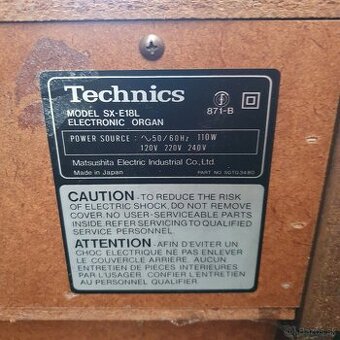 Technics
MODEL SX-E18L
ELECTRONIC ORGAN
871-B
POWER SOURCE : ∿50/60Hz 110W
120V 220V 240V
Matsushita Electric Industrial Co., Ltd.
Made in Japan
PART NO.
CAUTION - TO REDUCE THE RISK
OF ELECTRIC SHOCK, DO NOT REMOVE
COVER NO USER-SERVICEABLE PARTS
INSIDE REFER SERVICING TO QUALIFIED
SERVICE PERSONNEL.
ATTENTION - AFIN D'EVITER UN
CHOC ELECTRIQUE NE PAS ENLEVER
LE COUVERCLE ARRIERE. AUCUN
ENTRETIEN DE PIECES INTERIEURES
PAR L'USAGER. CONFIER L'ENTRETIEN
AU PERSONNEL QUALIFIE.